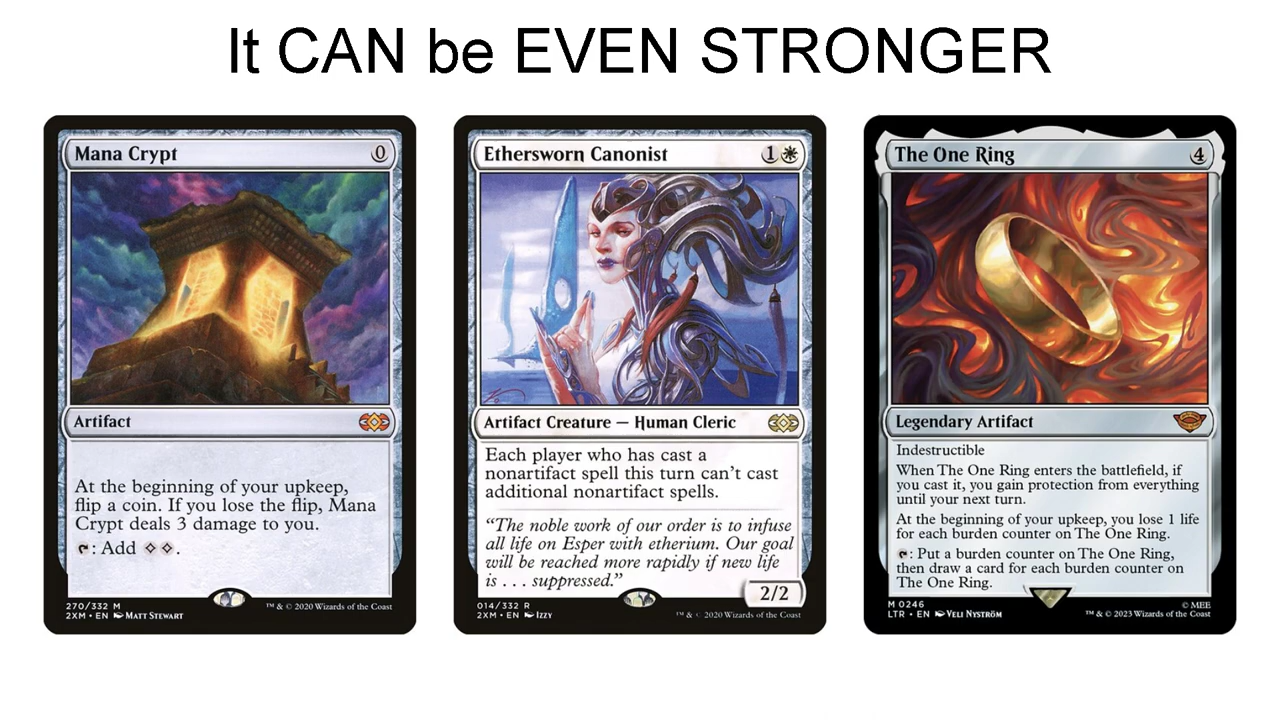 It CAN be EVEN STRONGER
Mana Crypt 0
Artifact
At the beginning of your upkeep,
flip a coin. If you lose the flip, Mana
Crypt deals 3 damage to you.
: Add .
270/332 M
2XM • EN Matt Stewart
™ & © 2020 Wizards of the Coast
Ethersworn Canonist 1
Artifact Creature — Human Cleric
Each player who has cast a
nonartifact spell this turn can't cast
additional nonartifact spells.
“The noble work of our order is to infuse
all life on Esper with etherium. Our goal
will be reached more rapidly if new life
is . . . suppressed.”
2/2
014/332 R
2XM • EN Izzy
™ & © 2020 Wizards of the Coast
The One Ring 4
Legendary Artifact
Indestructible
When The One Ring enters the battlefield, if
you cast it, you gain protection from everything
until your next turn.
At the beginning of your upkeep, you lose 1 life
for each burden counter on The One Ring.
: Put a burden counter on The One Ring,
then draw a card for each burden counter on
The One Ring.
M 0246
LTR • EN Veli Nyström
© MEE
™ & © 2023 Wizards of the Coast